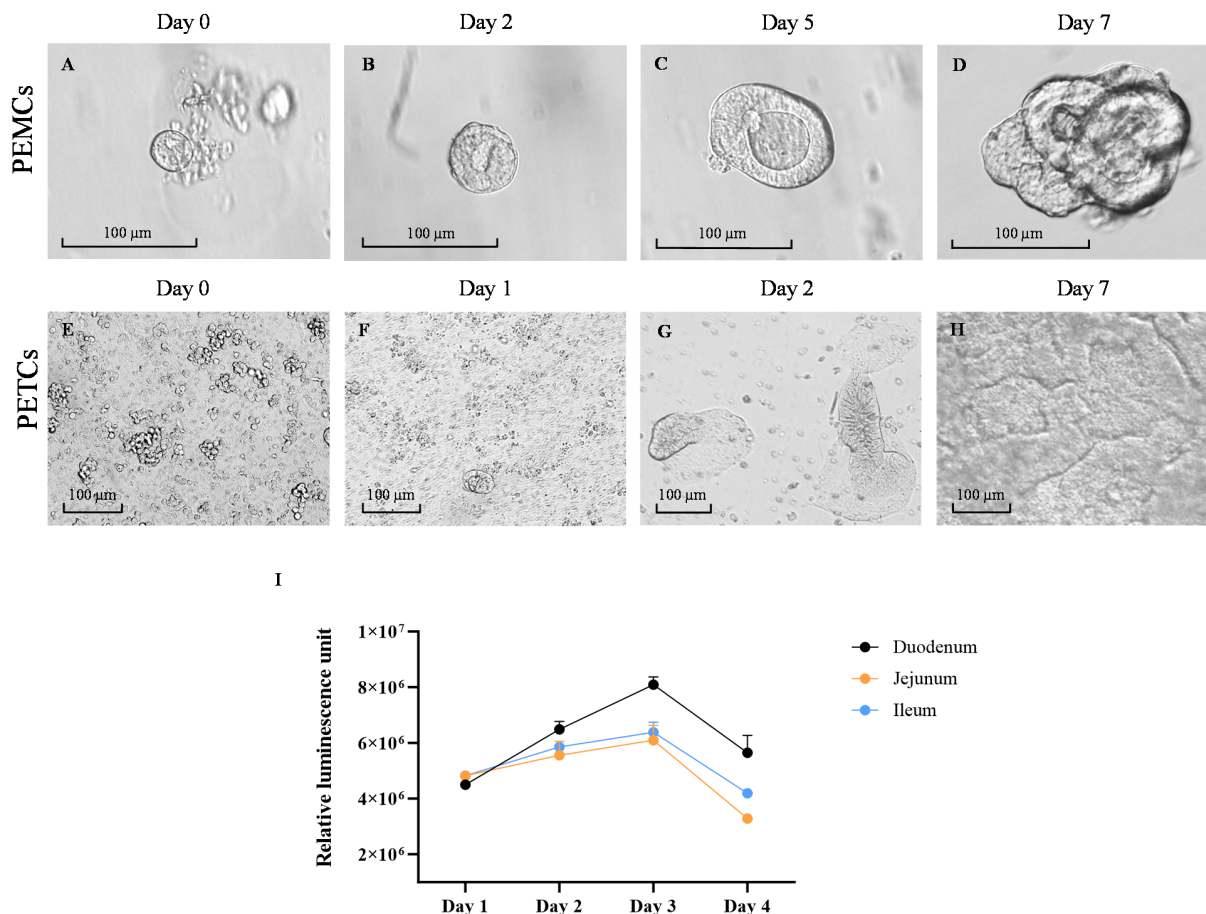 Day 0
Day 2
Day 5
Day 7
PEMCs
A
B
C
D
100 μm
100 μm
100 μm
100 μm
Day 0
Day 1
Day 2
Day 7
PETCs
E
F
G
H
100 μm
100 μm
100 μm
100 μm
I
Relative luminescence unit
1×10⁷
8×10⁶
6×10⁶
4×10⁶
2×10⁶
Day 1
Day 2
Day 3
Day 4
Duodenum
Jejunum
Ileum